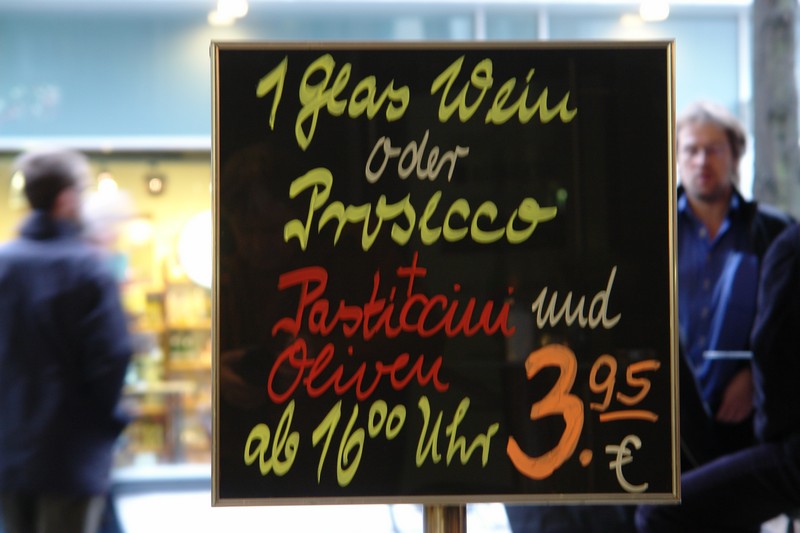 1 Glas Wein
oder
Prosecco
Pasticcini und
Oliven
ab 16⁰⁰ Uhr 3.95
€